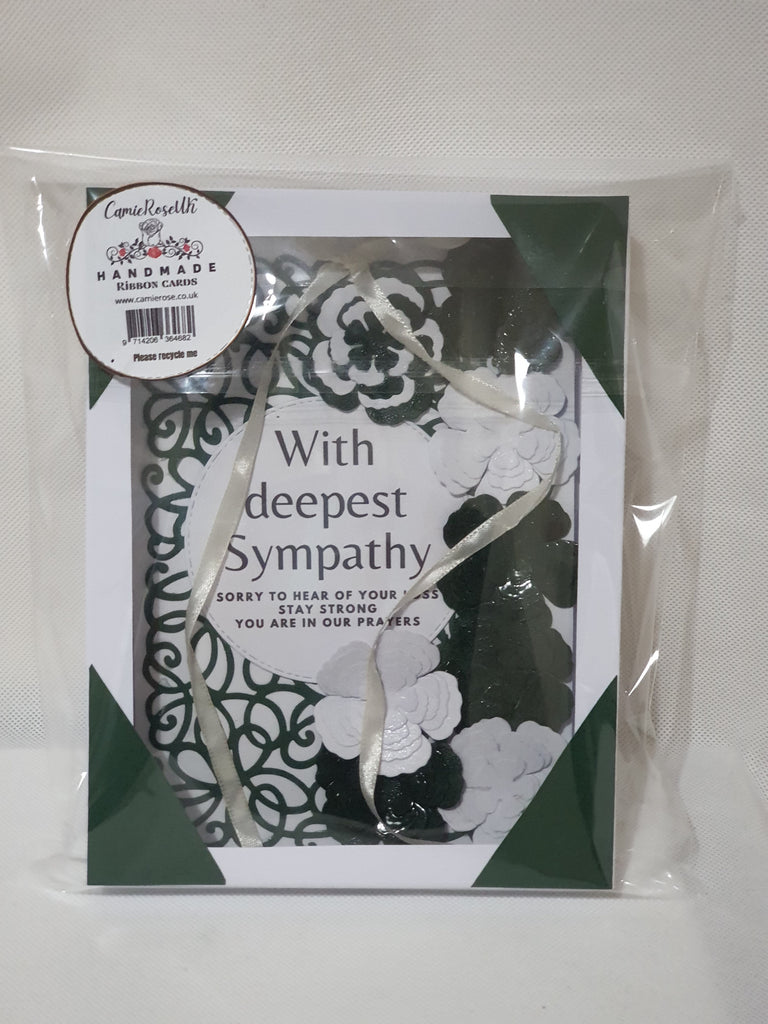 CamieRoseUK
HANDMADE
RIBBON CARDS
www.camierose.co.uk
9 714206 364682
Please recycle me
With
deepest
Sympathy
SORRY TO HEAR OF YOUR LOSS
STAY STRONG
YOU ARE IN OUR PRAYERS